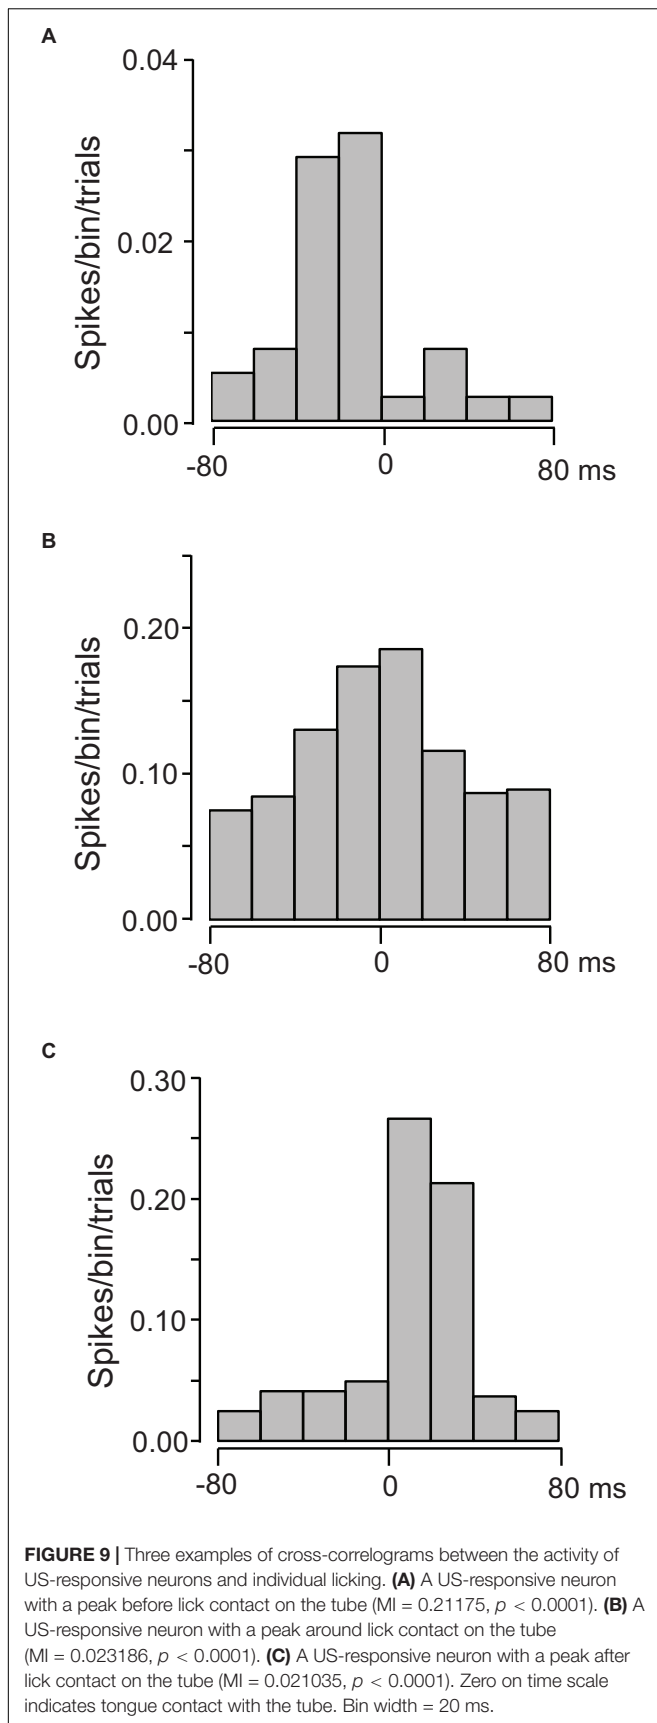 A
0.04
0.02
0.00
Spikes/bin/trials
-80 0 80 ms
B
0.20
0.10
0.00
Spikes/bin/trials
-80 0 80 ms
C
0.30
0.20
0.10
0.00
Spikes/bin/trials
-80 0 80 ms
FIGURE 9 | Three examples of cross-correlograms between the activity of
US-responsive neurons and individual licking. (A) A US-responsive neuron
with a peak before lick contact on the tube (MI = 0.21175, p < 0.0001). (B) A
US-responsive neuron with a peak around lick contact on the tube
(MI = 0.023186, p < 0.0001). (C) A US-responsive neuron with a peak after
lick contact on the tube (MI = 0.021035, p < 0.0001). Zero on time scale
indicates tongue contact with the tube. Bin width = 20 ms.